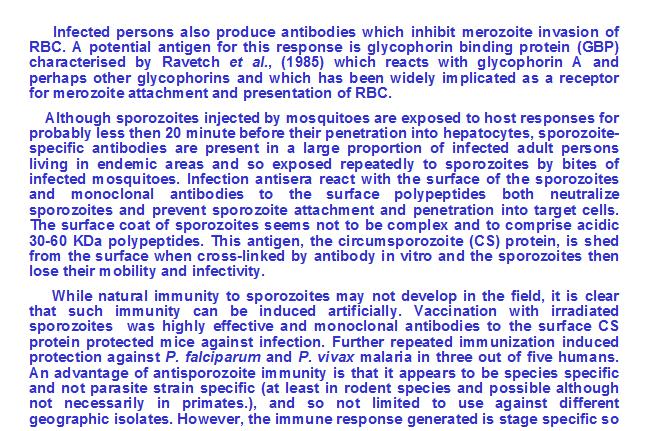 Infected persons also produce antibodies which inhibit merozoite invasion of
RBC. A potential antigen for this response is glycophorin binding protein (GBP)
characterised by Ravetch et al., (1985) which reacts with glycophorin A and
perhaps other glycophorins and which has been widely implicated as a receptor
for merozoite attachment and presentation of RBC.
Although sporozoites injected by mosquitoes are exposed to host responses for
probably less then 20 minute before their penetration into hepatocytes, sporozoite-
specific antibodies are present in a large proportion of infected adult persons
living in endemic areas and so exposed repeatedly to sporozoites by bites of
infected mosquitoes. Infection antisera react with the surface of the sporozoites
and monoclonal antibodies to the surface polypeptides both neutralize
sporozoites and prevent sporozoite attachment and penetration into target cells.
The surface coat of sporozoites seems not to be complex and to comprise acidic
30-60 KDa polypeptides. This antigen, the circumsporozoite (CS) protein, is shed
from the surface when cross-linked by antibody in vitro and the sporozoites then
lose their mobility and infectivity.
While natural immunity to sporozoites may not develop in the field, it is clear
that such immunity can be induced artificially. Vaccination with irradiated
sporozoites was highly effective and monoclonal antibodies to the surface CS
protein protected mice against infection. Further repeated immunization induced
protection against P. falciparum and P. vivax malaria in three out of five humans.
An advantage of antisporozoite immunity is that it appears to be species specific
and not parasite strain specific (at least in rodent species and possible although
not necessarily in primates.), and so not limited to use against different
geographic isolates. However, the immune response generated is stage specific so